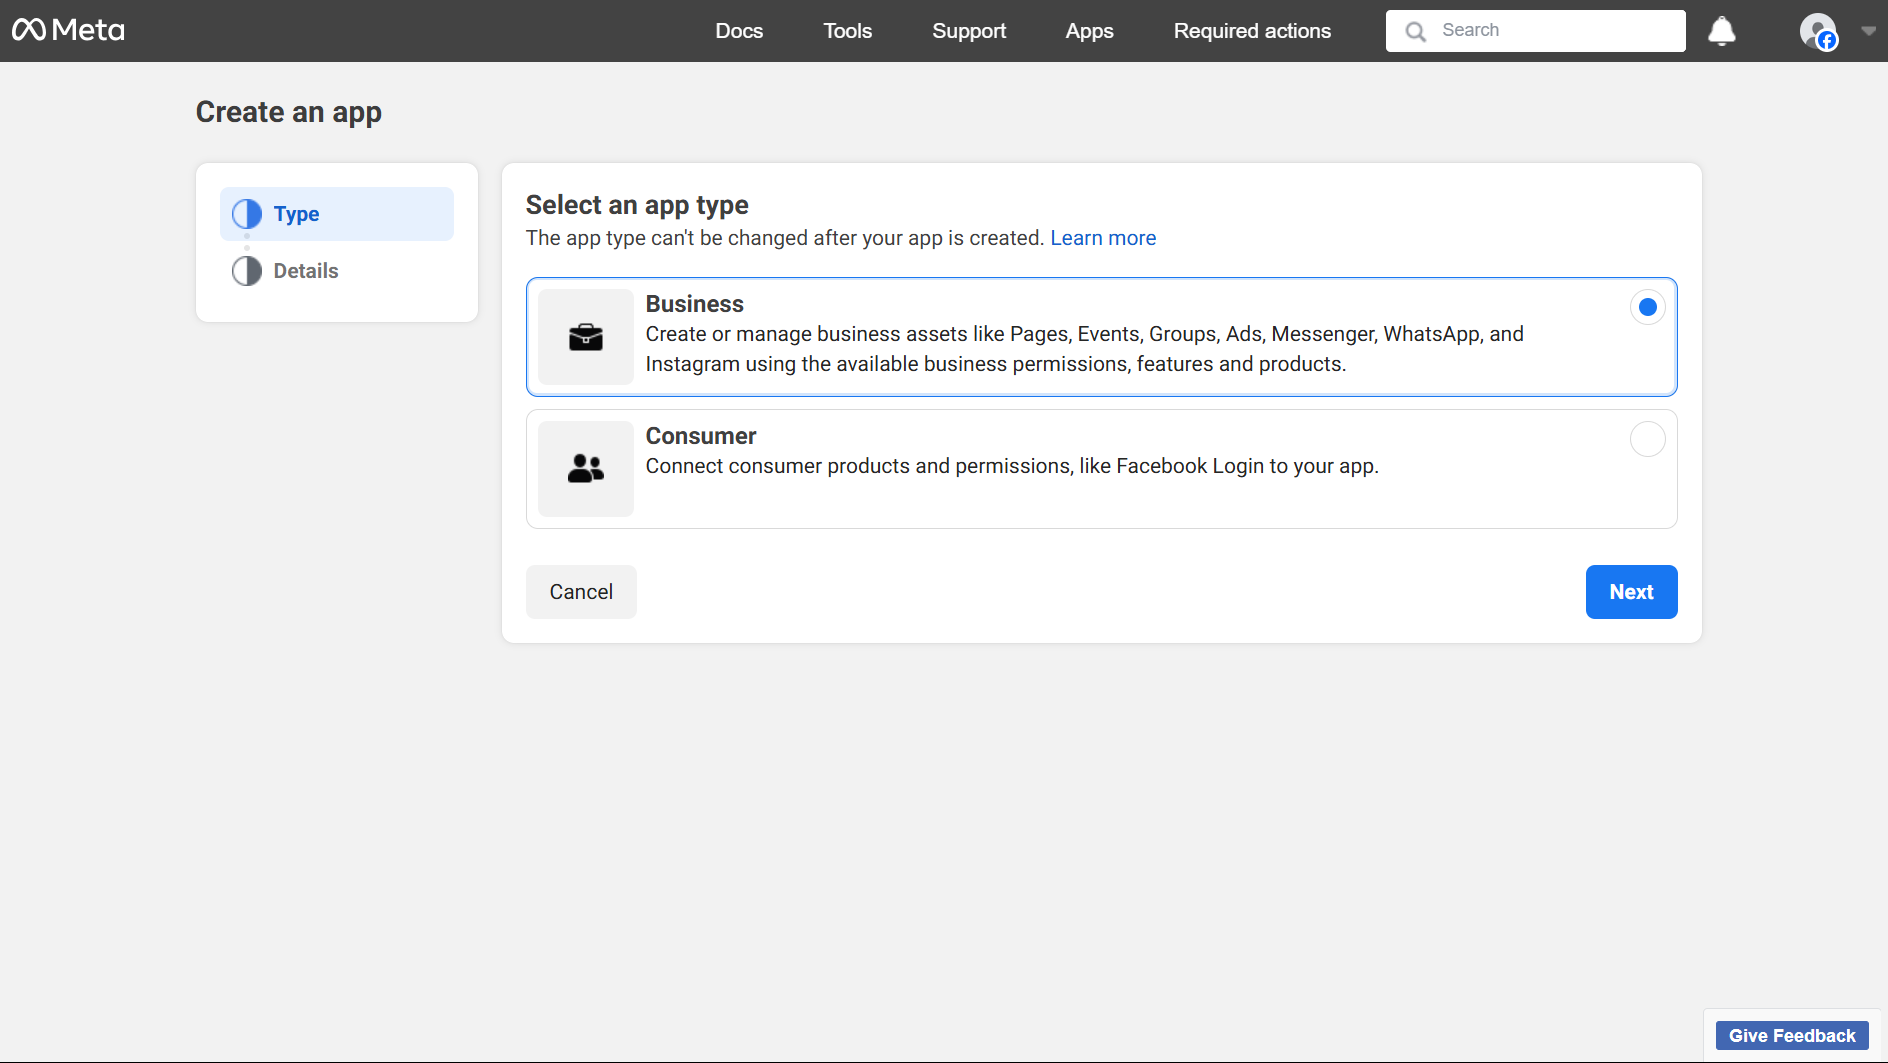 Meta
Docs
Tools
Support
Apps
Required actions
Search
Create an app
Type
Details
Select an app type
The app type can't be changed after your app is created. Learn more
Business
Create or manage business assets like Pages, Events, Groups, Ads, Messenger, WhatsApp, and
Instagram using the available business permissions, features and products.
Consumer
Connect consumer products and permissions, like Facebook Login to your app.
Cancel
Next
Give Feedback